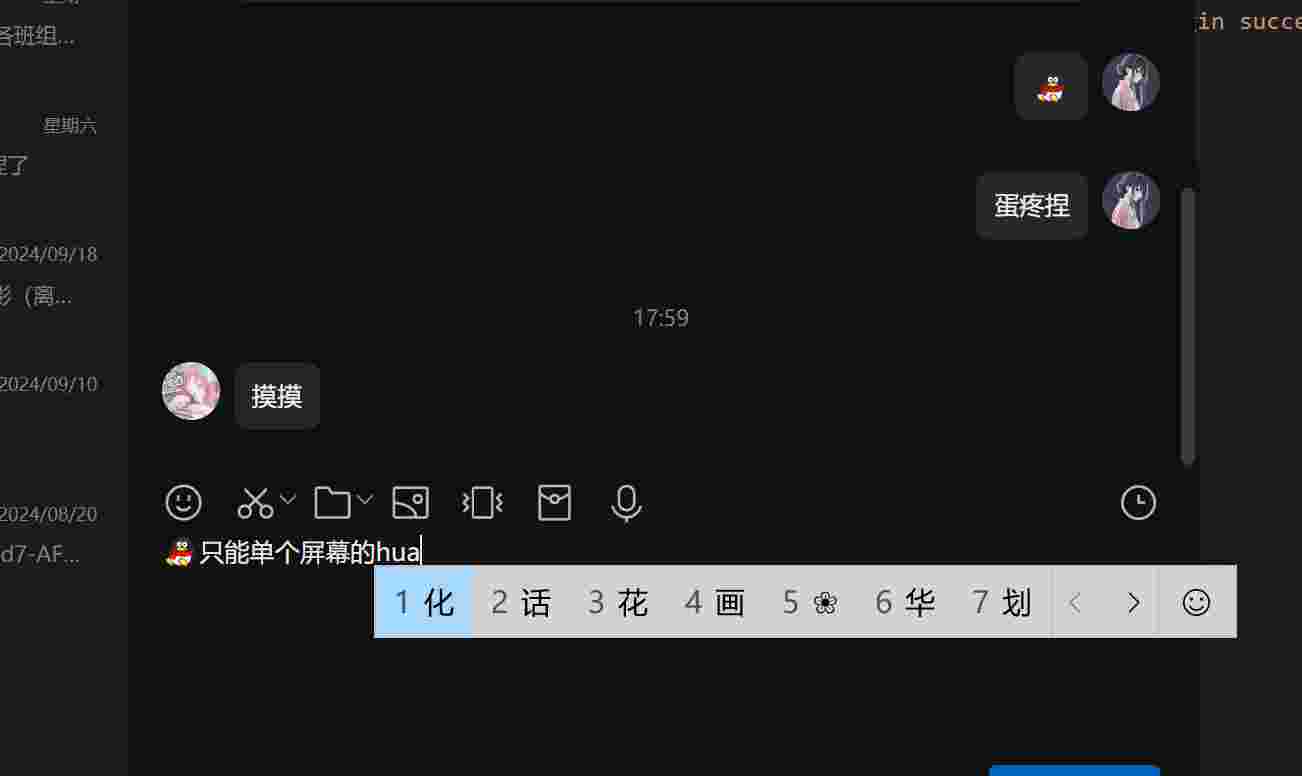 各班组...
星期六
捏了
2024/09/18
影（离...
2024/09/10
2024/08/20
d7-AF...
in succe
蛋疼捏
17:59
摸摸
只能单个屏幕的hua
1 化 2 话 3 花 4 画 5 ❀ 6 华 7 划